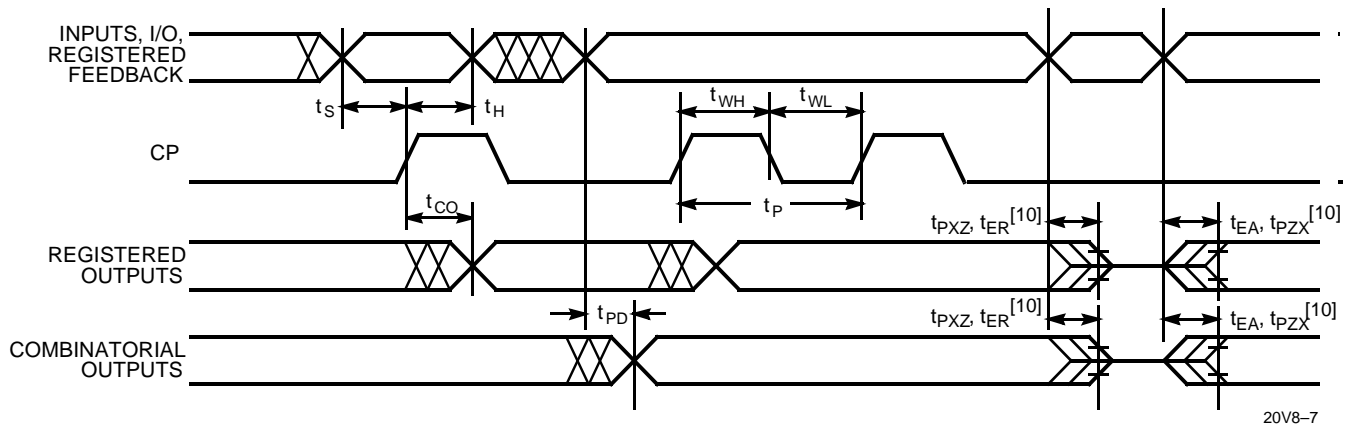 INPUTS, I/O,
REGISTERED
FEEDBACK
tS
tH
tWH
tWL
CP
tCO
tP
tPXZ, tER[10]
tEA, tPZX[10]
REGISTERED
OUTPUTS
tPD
tPXZ, tER[10]
tEA, tPZX[10]
COMBINATORIAL
OUTPUTS
20V8–7